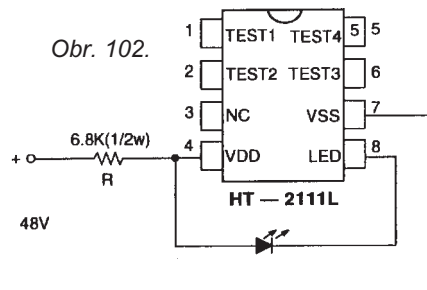 Obr. 102.
1 TEST1 TEST4 5 5
2 TEST2 TEST3 6
3 NC VSS 7
4 VDD LED 8
6.8K(1/2w)
+
R
HT — 2111L
48V